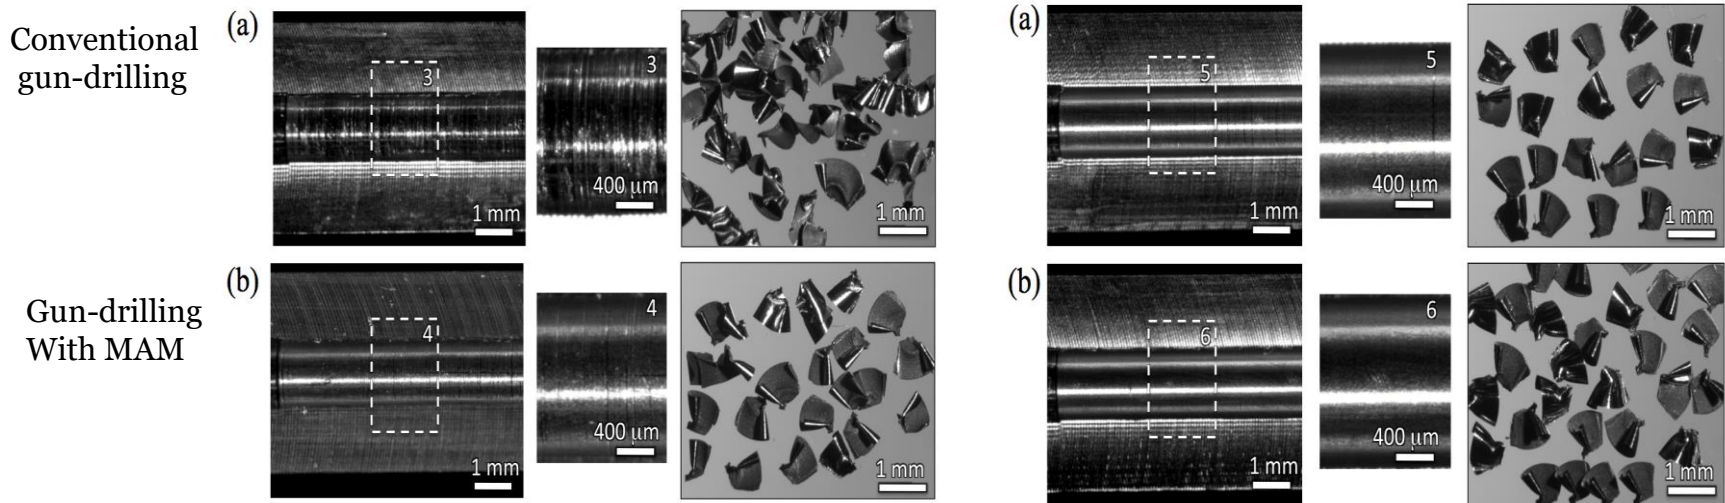 Conventional
gun-drilling
(a)
3
1 mm
3
400 μm
1 mm
(a)
5
1 mm
5
400 μm
1 mm
Gun-drilling
With MAM
(b)
4
1 mm
4
400 μm
1 mm
(b)
6
1 mm
6
400 μm
1 mm